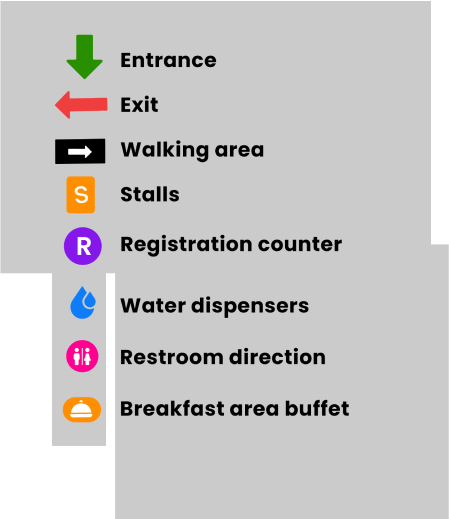 Entrance
Exit
Walking area
S Stalls
R Registration counter
Water dispensers
Restroom direction
Breakfast area buffet